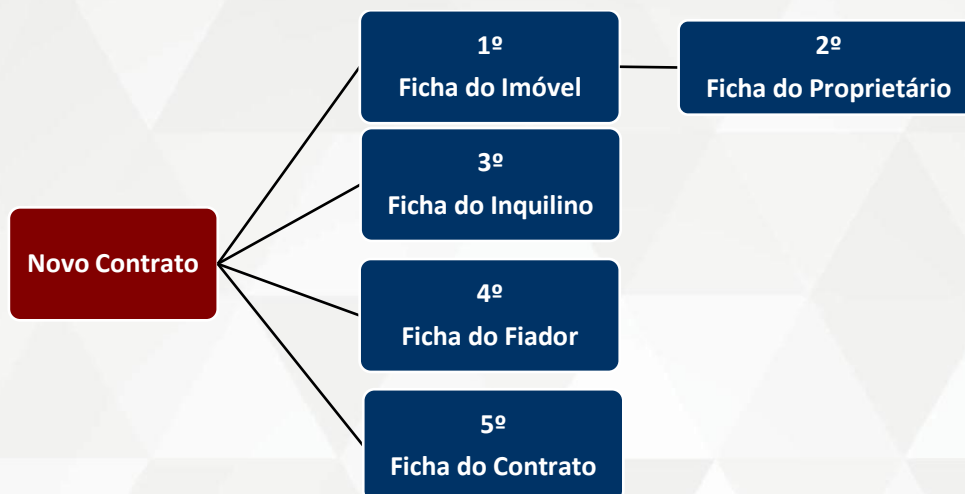 1º
Ficha do Imóvel
2º
Ficha do Proprietário
3º
Ficha do Inquilino
Novo Contrato
4º
Ficha do Fiador
5º
Ficha do Contrato